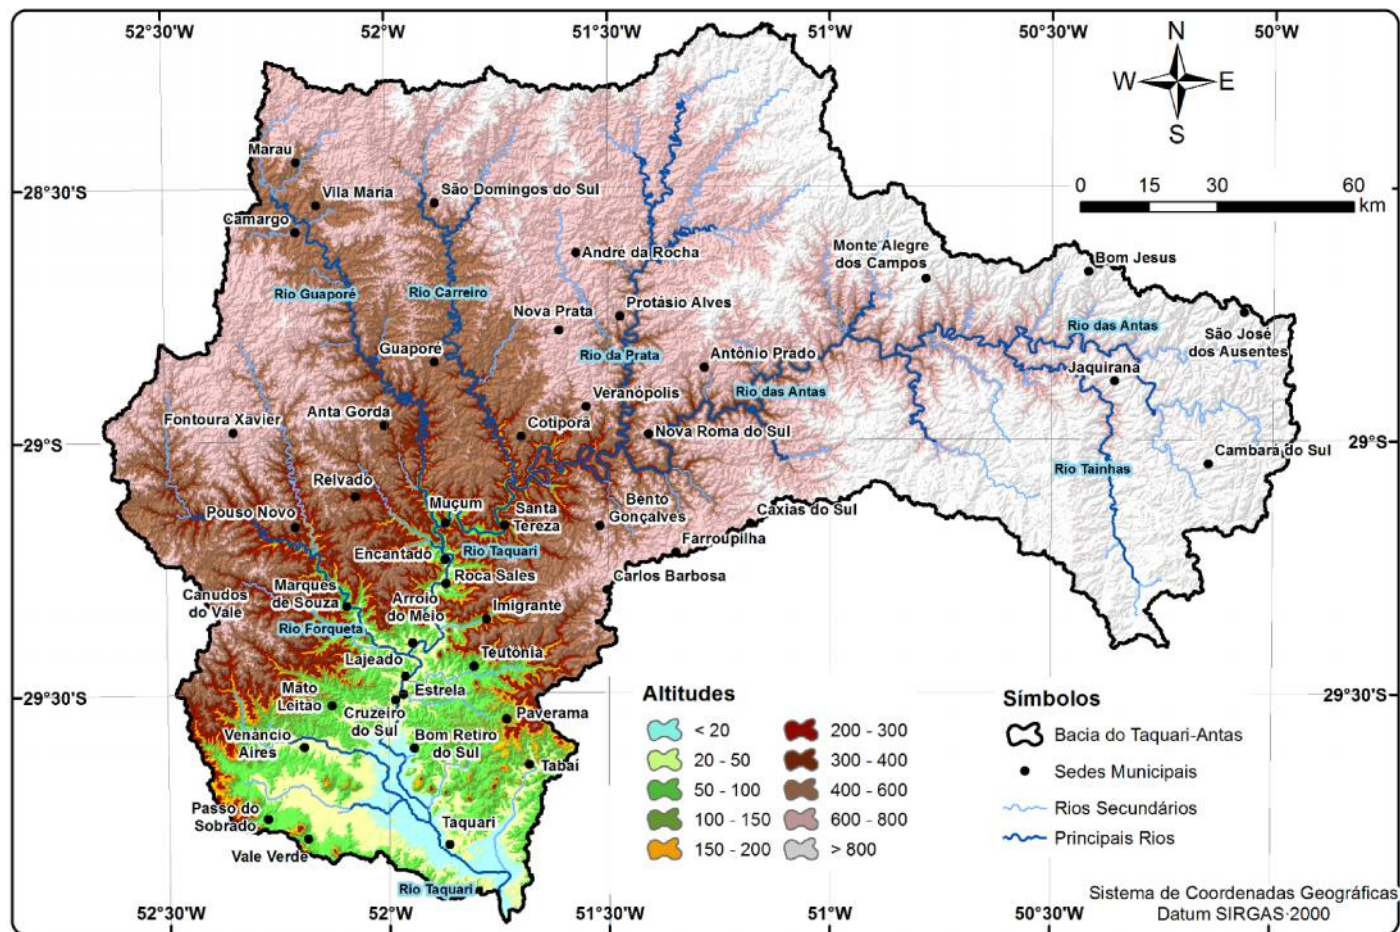 52°30'W
52°W
51°30'W
51°W
50°30'W
50°W
N
W
E
S
0
15
30
60
km
28°30'S
28°30'S
29°S
29°S
29°30'S
29°30'S
Marau
Vila Maria
São Domingos do Sul
Camargo
André da Rocha
Monte Alegre
dos Campos
Bom Jesus
Rio Guaporé
Rio Carreiro
Nova Prata
Protásio Alves
Rio das Antas
São José
dos Ausentes
Guaporé
Rio da Prata
Antônio Prado
Jaquirana
Rio das Antas
Veranópolis
Fontoura Xavier
Anta Gorda
Cotiporã
Nova Roma do Sul
Cambará do Sul
Rio Tainhas
Relvado
Pouso Novo
Muçum
Santa
Tereza
Bento
Gonçalves
Caxias do Sul
Farroupilha
Encantado
Rio Taquari
Roca Sales
Carlos Barbosa
Marques
de Souza
Canudos
do Vale
Arroio
do Meio
Imigrante
Rio Forqueta
Lajeado
Teutônia
Mato
Leitão
Estrela
Cruzeiro
do Sul
Paverama
Venâncio
Aires
Bom Retiro
do Sul
Tabaí
Passo do
Sobrado
Taquari
Vale Verde
Rio Taquari
Altitudes
< 20
20 - 50
50 - 100
100 - 150
150 - 200
200 - 300
300 - 400
400 - 600
600 - 800
> 800
Símbolos
Bacia do Taquari-Antas
Sedes Municipais
Rios Secundários
Principais Rios
Sistema de Coordenadas Geográficas
Datum SIRGAS-2000
52°30'W
52°W
51°30'W
51°W
50°30'W
50°W